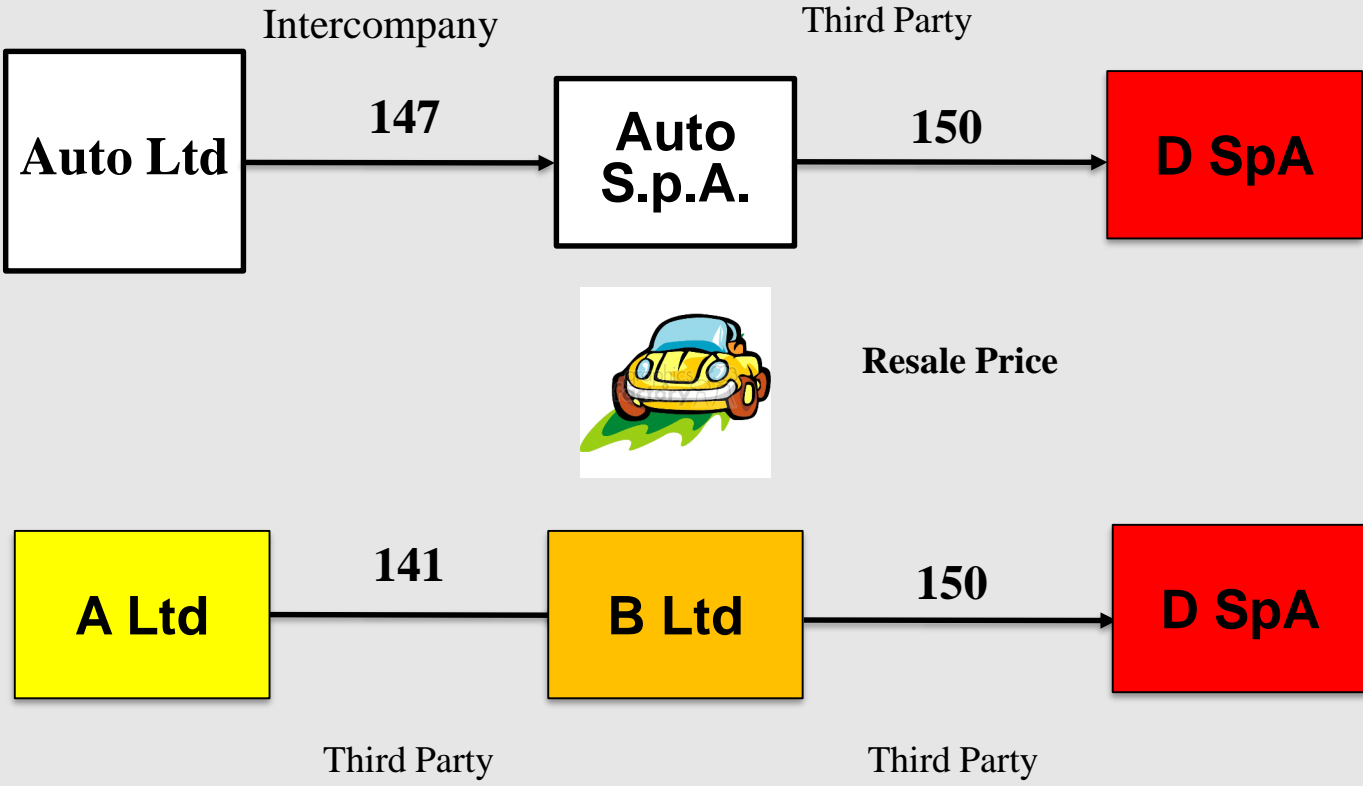 Intercompany
Third Party
Auto Ltd
147
Auto
S.p.A.
150
D SpA
Resale Price
A Ltd
141
B Ltd
150
D SpA
Third Party
Third Party